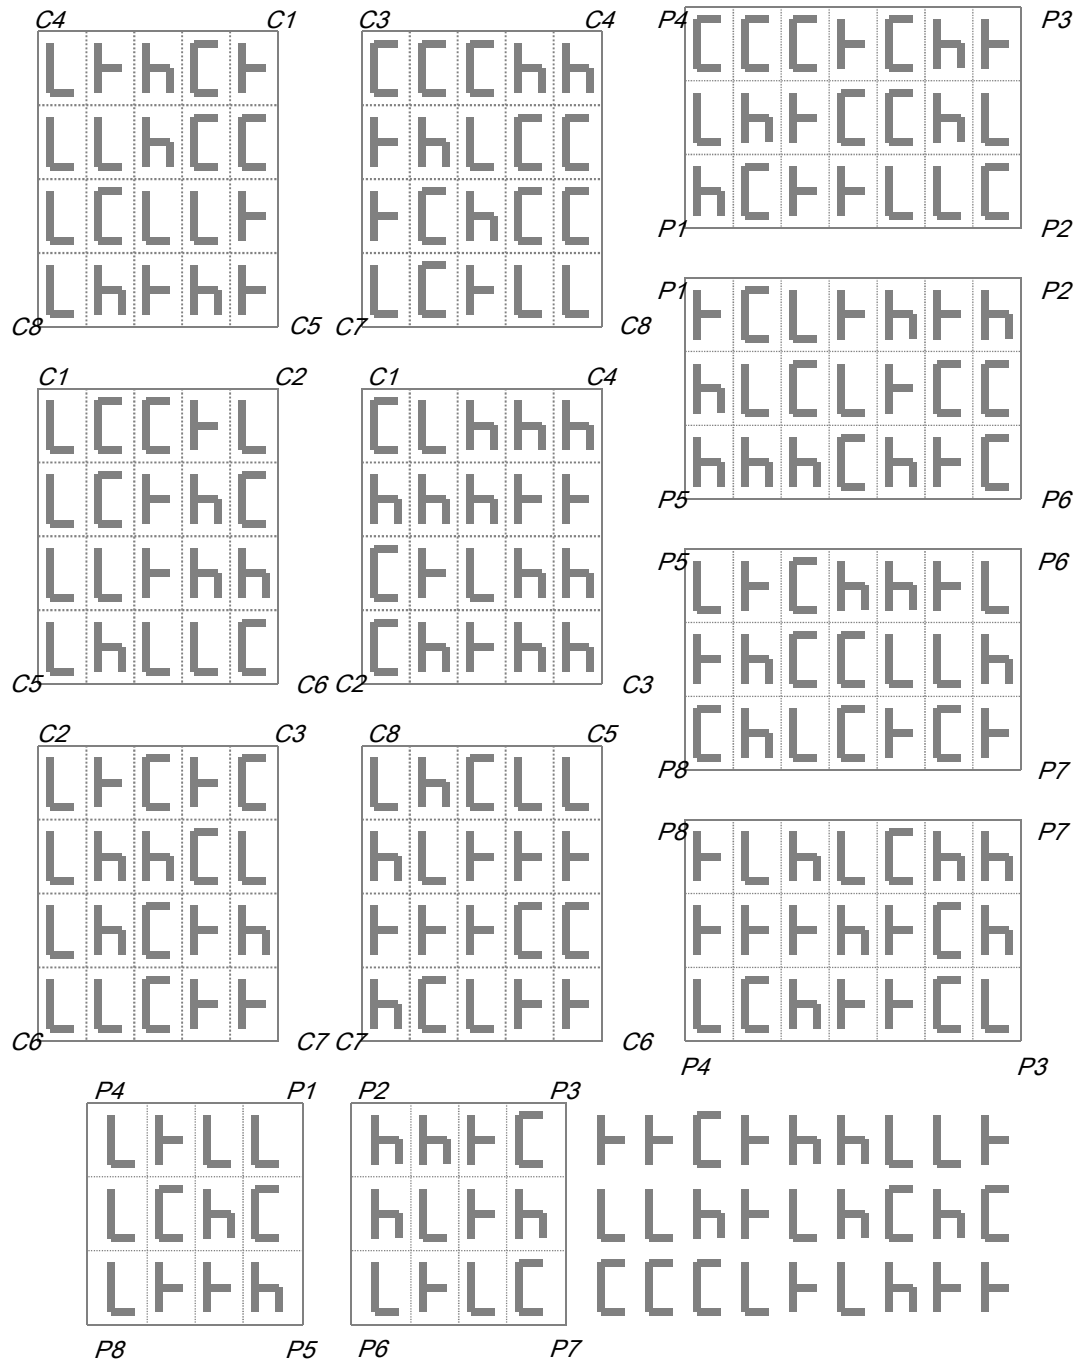 C4 C1
L ⊦ h C ⊦
L L h C C
L C L L ⊦
L h ⊦ h ⊦
C8 C5
C3 C4
C C C h h
⊦ h L C C
⊦ C h C C
L C ⊦ L L
C7 C8
P4 P3
C C C ⊦ C h ⊦
L h ⊦ C C h L
h C ⊦ ⊦ L L C
P1 P2
C1 C2
L C C ⊦ L
L C ⊦ h C
L L ⊦ h h
L h L L C
C5 C6
C1 C4
C L h h h
h h h ⊦ ⊦
C ⊦ L h h
C h ⊦ h h
C2 C3
P1 P2
⊦ C L ⊦ h ⊦ h
h L C L ⊦ C C
h h h C h ⊦ C
P5 P6
P5 P6
L ⊦ C h h ⊦ L
⊦ h C C L L h
C h L C ⊦ C ⊦
P8 P7
C2 C3
L ⊦ C ⊦ C
L h h C L
L h C ⊦ h
L L C ⊦ ⊦
C6 C7
C8 C5
L h C L L
h L ⊦ ⊦ ⊦
⊦ ⊦ ⊦ C C
h C L ⊦ ⊦
C7 C6
P8 P7
⊦ L h L C h h
⊦ ⊦ ⊦ h ⊦ C h
L C h ⊦ ⊦ C L
P4 P3
P4 P1
L ⊦ L L
L C h C
L ⊦ ⊦ h
P8 P5
P2 P3
h h ⊦ C
h L ⊦ h
L ⊦ L C
P6 P7
⊦ ⊦ C ⊦ h h L L ⊦
L L h ⊦ L h C h C
C C C L ⊦ L h ⊦ ⊦